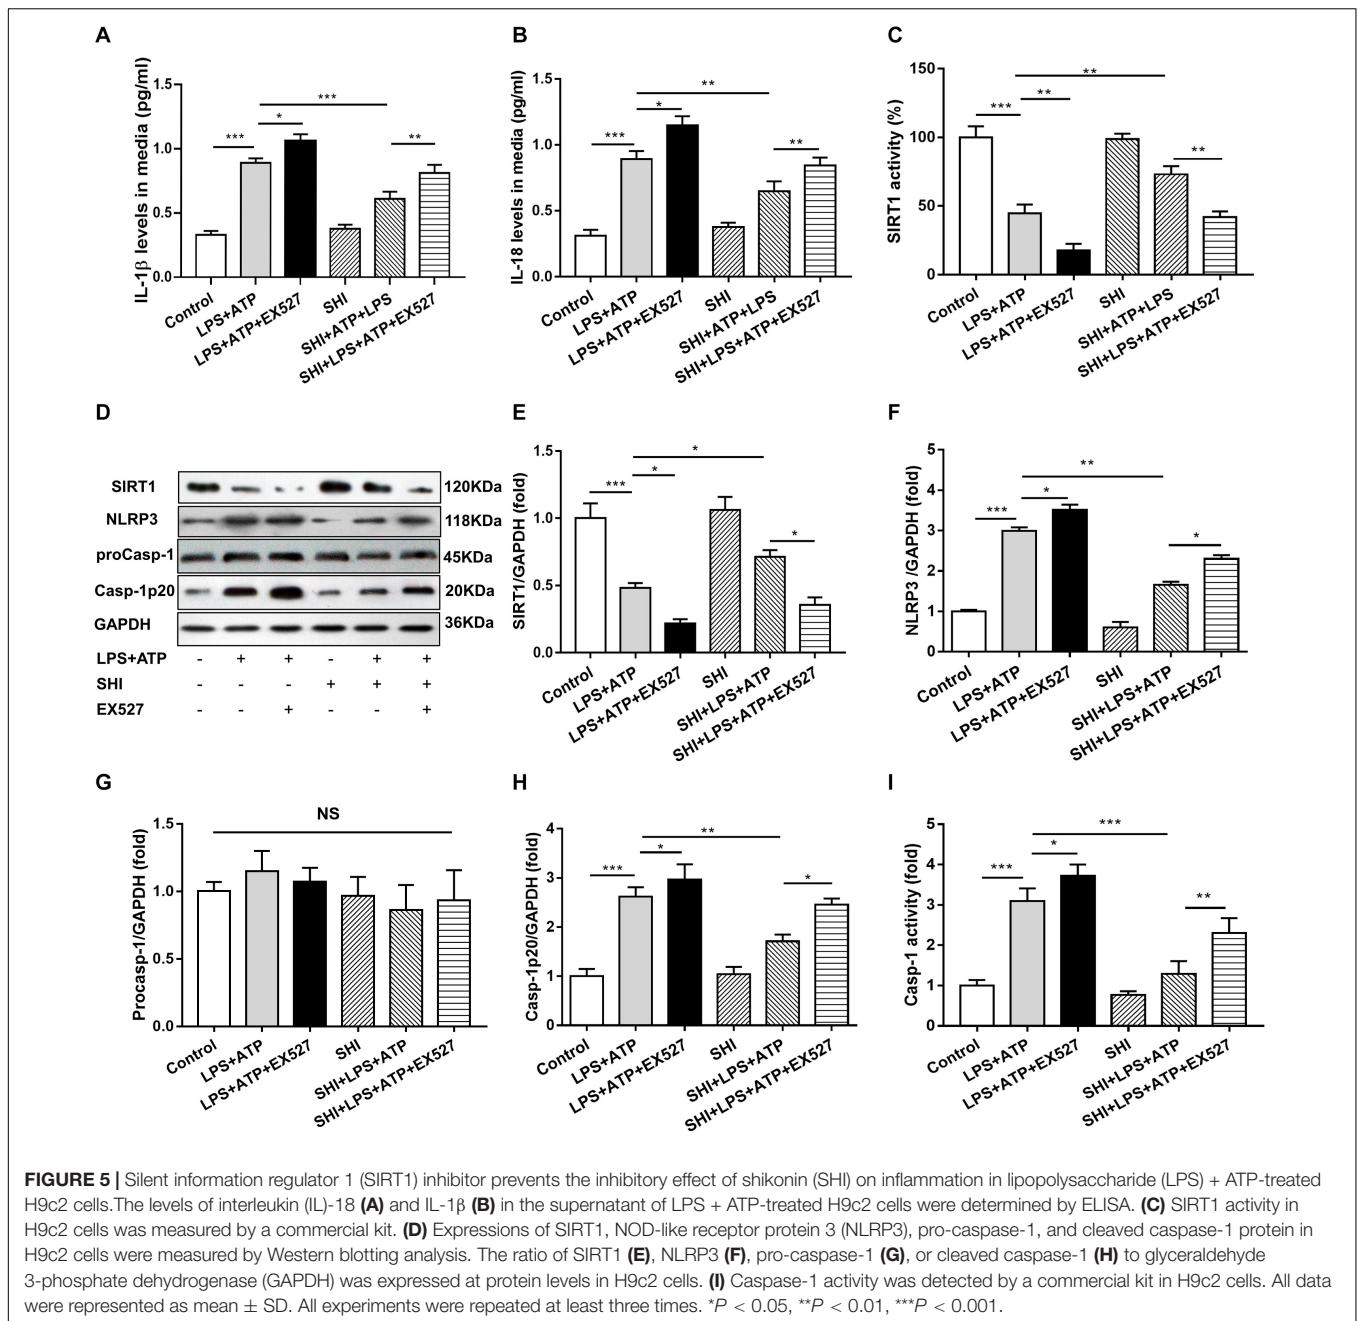 A
B
C
IL-1β levels in media (pg/ml)
1.5
1.0
0.5
0.0
***
*
***
**
Control
LPS+ATP
LPS+ATP+EX527
SHI
SHI+ATP+LPS
SHI+LPS+ATP+EX527
IL-18 levels in media (pg/ml)
1.5
1.0
0.5
0.0
***
*
**
**
Control
LPS+ATP
LPS+ATP+EX527
SHI
SHI+ATP+LPS
SHI+LPS+ATP+EX527
SIRT1 activity (%)
150
100
50
0
***
**
**
**
Control
LPS+ATP
LPS+ATP+EX527
SHI
SHI+ATP+LPS
SHI+LPS+ATP+EX527
D
E
F
SIRT1 120KDa
NLRP3 118KDa
proCasp-1 45KDa
Casp-1p20 20KDa
GAPDH 36KDa
LPS+ATP - + + - + +
SHI - - - + + +
EX527 - - + - - +
SIRT1/GAPDH (fold)
1.5
1.0
0.5
0.0
***
*
*
*
Control
LPS+ATP
LPS+ATP+EX527
SHI
SHI+LPS+ATP
SHI+LPS+ATP+EX527
NLRP3 /GAPDH (fold)
5
4
3
2
1
0
***
*
**
*
Control
LPS+ATP
LPS+ATP+EX527
SHI
SHI+LPS+ATP
SHI+LPS+ATP+EX527
G
H
I
Procasp-1/GAPDH (fold)
1.5
1.0
0.5
0.0
NS
Control
LPS+ATP
LPS+ATP+EX527
SHI
SHI+LPS+ATP
SHI+LPS+ATP+EX527
Casp-1p20/GAPDH (fold)
4
3
2
1
0
***
*
**
*
Control
LPS+ATP
LPS+ATP+EX527
SHI
SHI+LPS+ATP
SHI+LPS+ATP+EX527
Casp-1 activity (fold)
5
4
3
2
1
0
***
*
***
**
Control
LPS+ATP
LPS+ATP+EX527
SHI
SHI+LPS+ATP
SHI+LPS+ATP+EX527
FIGURE 5 | Silent information regulator 1 (SIRT1) inhibitor prevents the inhibitory effect of shikonin (SHI) on inflammation in lipopolysaccharide (LPS) + ATP-treated
H9c2 cells.The levels of interleukin (IL)-18 (A) and IL-1β (B) in the supernatant of LPS + ATP-treated H9c2 cells were determined by ELISA. (C) SIRT1 activity in
H9c2 cells was measured by a commercial kit. (D) Expressions of SIRT1, NOD-like receptor protein 3 (NLRP3), pro-caspase-1, and cleaved caspase-1 protein in
H9c2 cells were measured by Western blotting analysis. The ratio of SIRT1 (E), NLRP3 (F), pro-caspase-1 (G), or cleaved caspase-1 (H) to glyceraldehyde
3-phosphate dehydrogenase (GAPDH) was expressed at protein levels in H9c2 cells. (I) Caspase-1 activity was detected by a commercial kit in H9c2 cells. All data
were represented as mean ± SD. All experiments were repeated at least three times. *P < 0.05, **P < 0.01, ***P < 0.001.